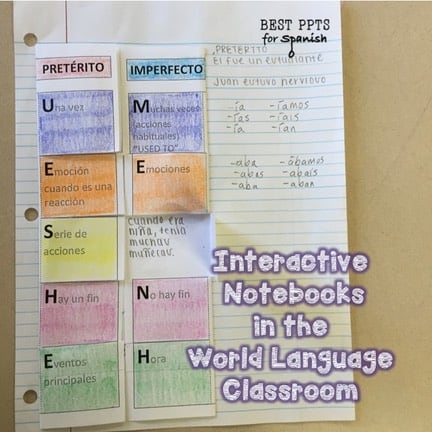 BEST PPTS
for Spanish
PRETÉRITO
El fue un estudiante
Juan estuvo nervioso
-ía -íamos
-ías -íais
-ía -ían
-aba -ábamos
-abas -abais
-aba -aban
PRETÉRITO
Una vez
Emoción
cuando es una
reacción
Serie de
acciones
Hay un fin
Eventos
principales
IMPERFECTO
Muchas veces
(acciones
habituales)
"USED TO"
Emociones
cuando era
niña, tenía
muchas
muñecas.
No hay fin
Hora
Interactive
Notebooks
in the
World Language
Classroom